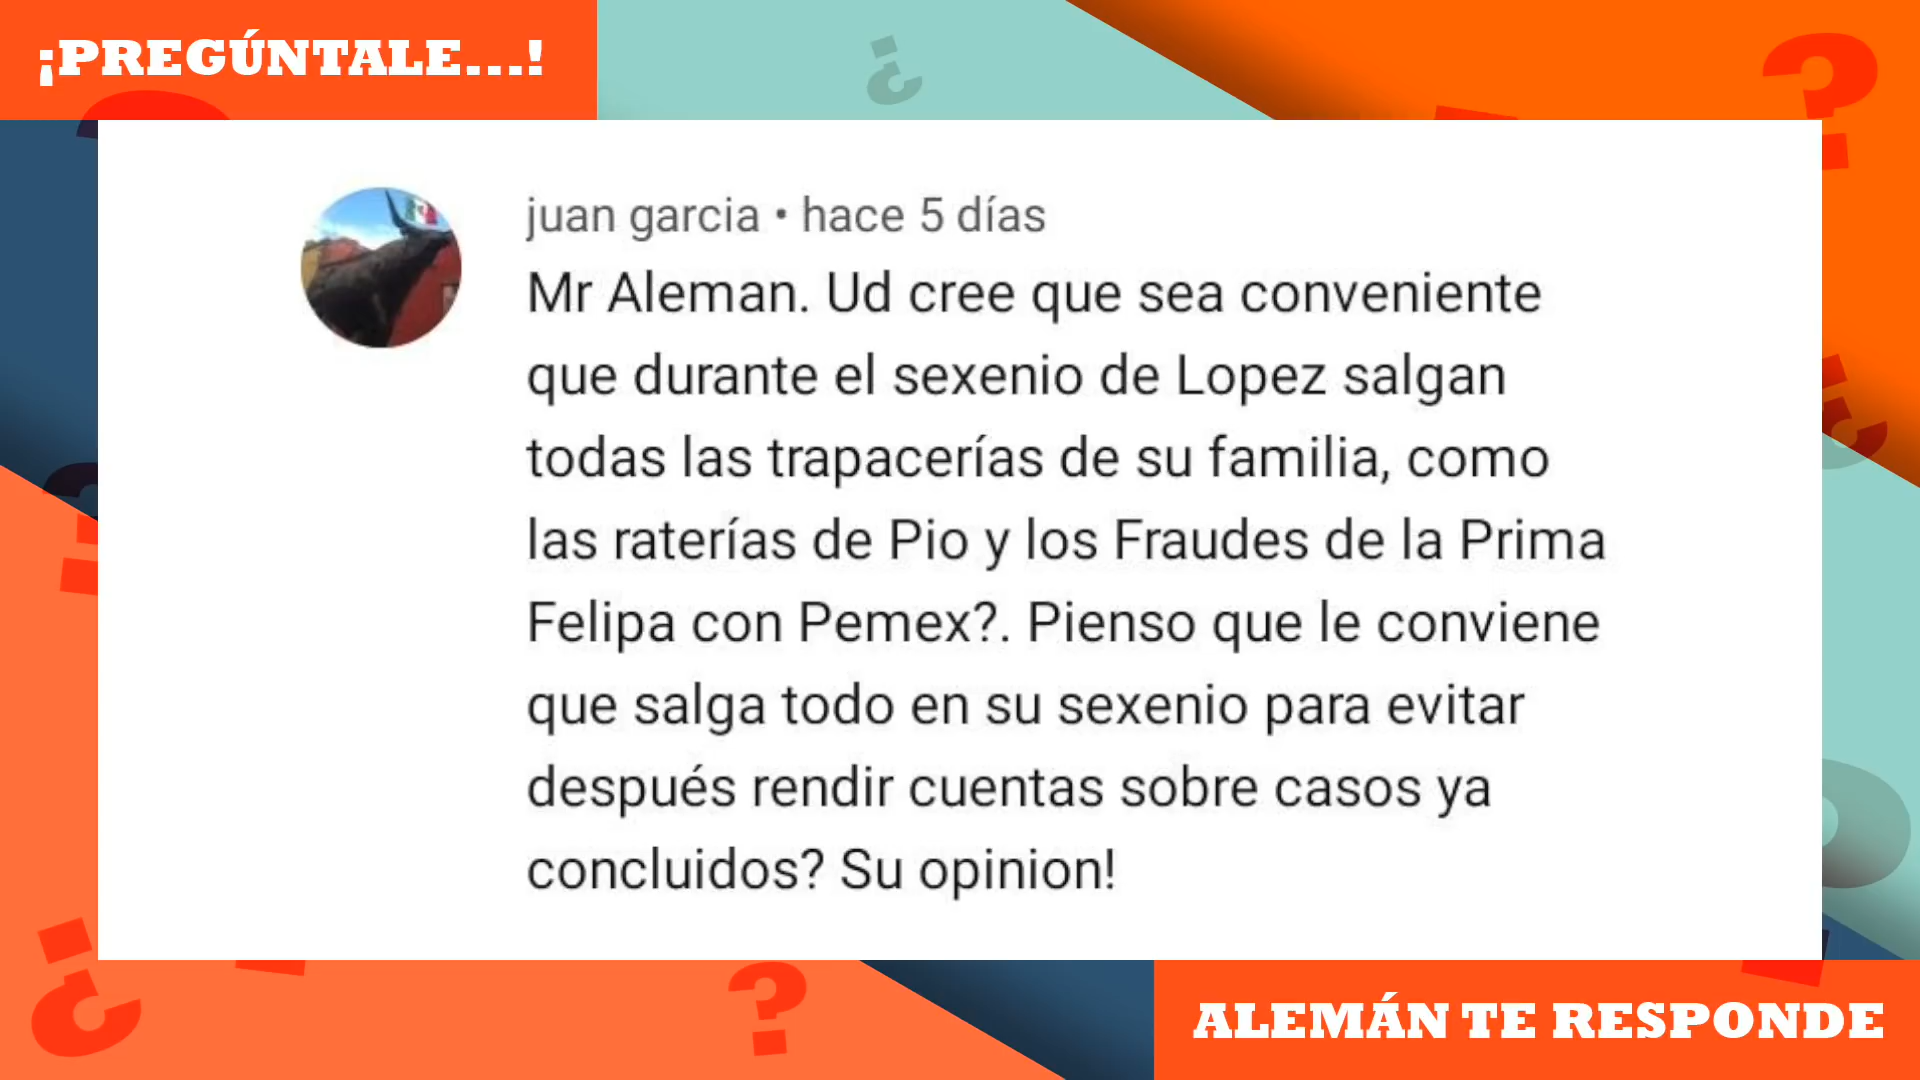 ¡PREGÚNTALE...!
juan garcia • hace 5 días
Mr Aleman. Ud cree que sea conveniente
que durante el sexenio de Lopez salgan
todas las trapacerías de su familia, como
las raterías de Pio y los Fraudes de la Prima
Felipa con Pemex?. Pienso que le conviene
que salga todo en su sexenio para evitar
después rendir cuentas sobre casos ya
concluidos? Su opinion!
ALEMÁN TE RESPONDE